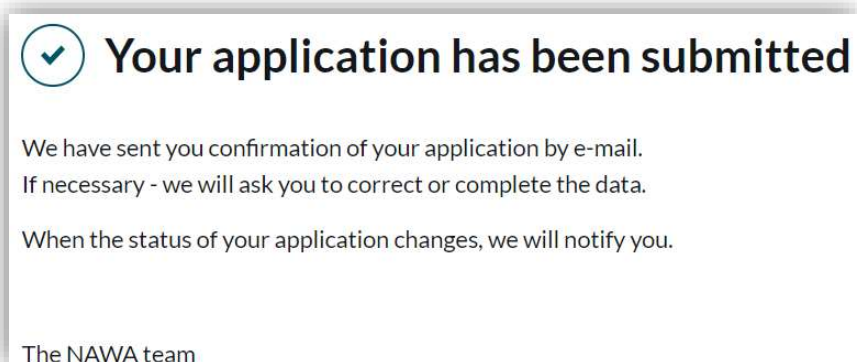 Your application has been submitted
We have sent you confirmation of your application by e-mail.
If necessary - we will ask you to correct or complete the data.
When the status of your application changes, we will notify you.
The NAWA team